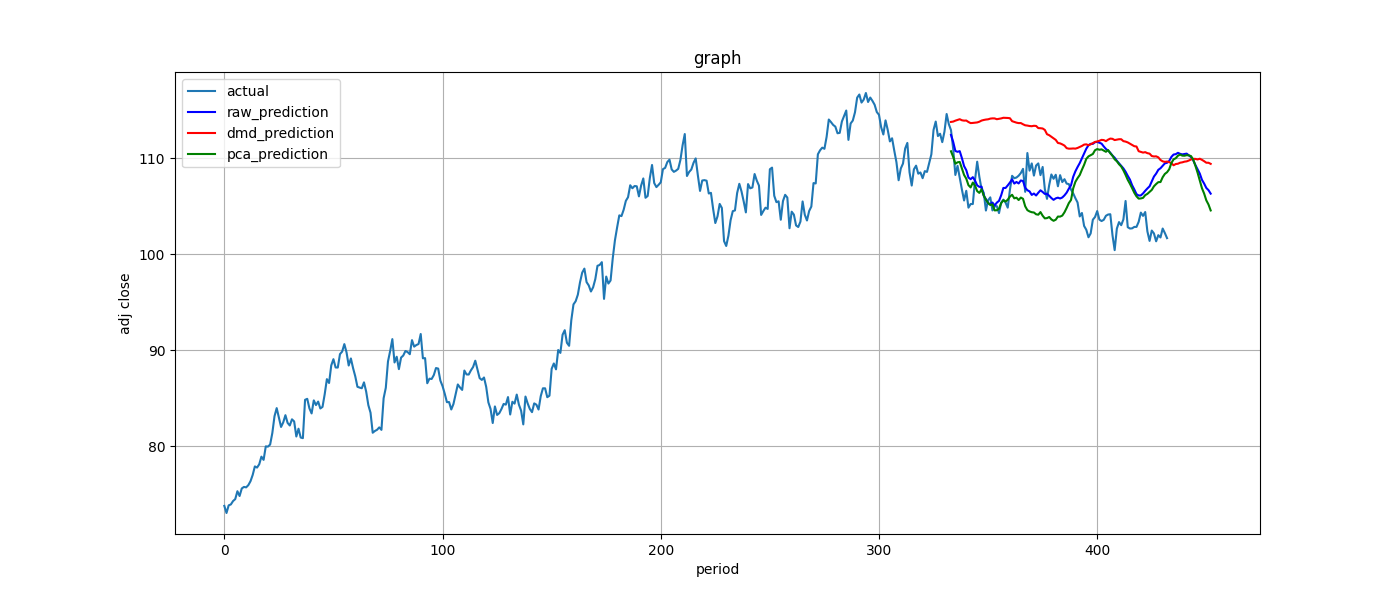 graph
actual
raw_prediction
dmd_prediction
pca_prediction
adj close
110
100
90
80
0 100 200 300 400
period